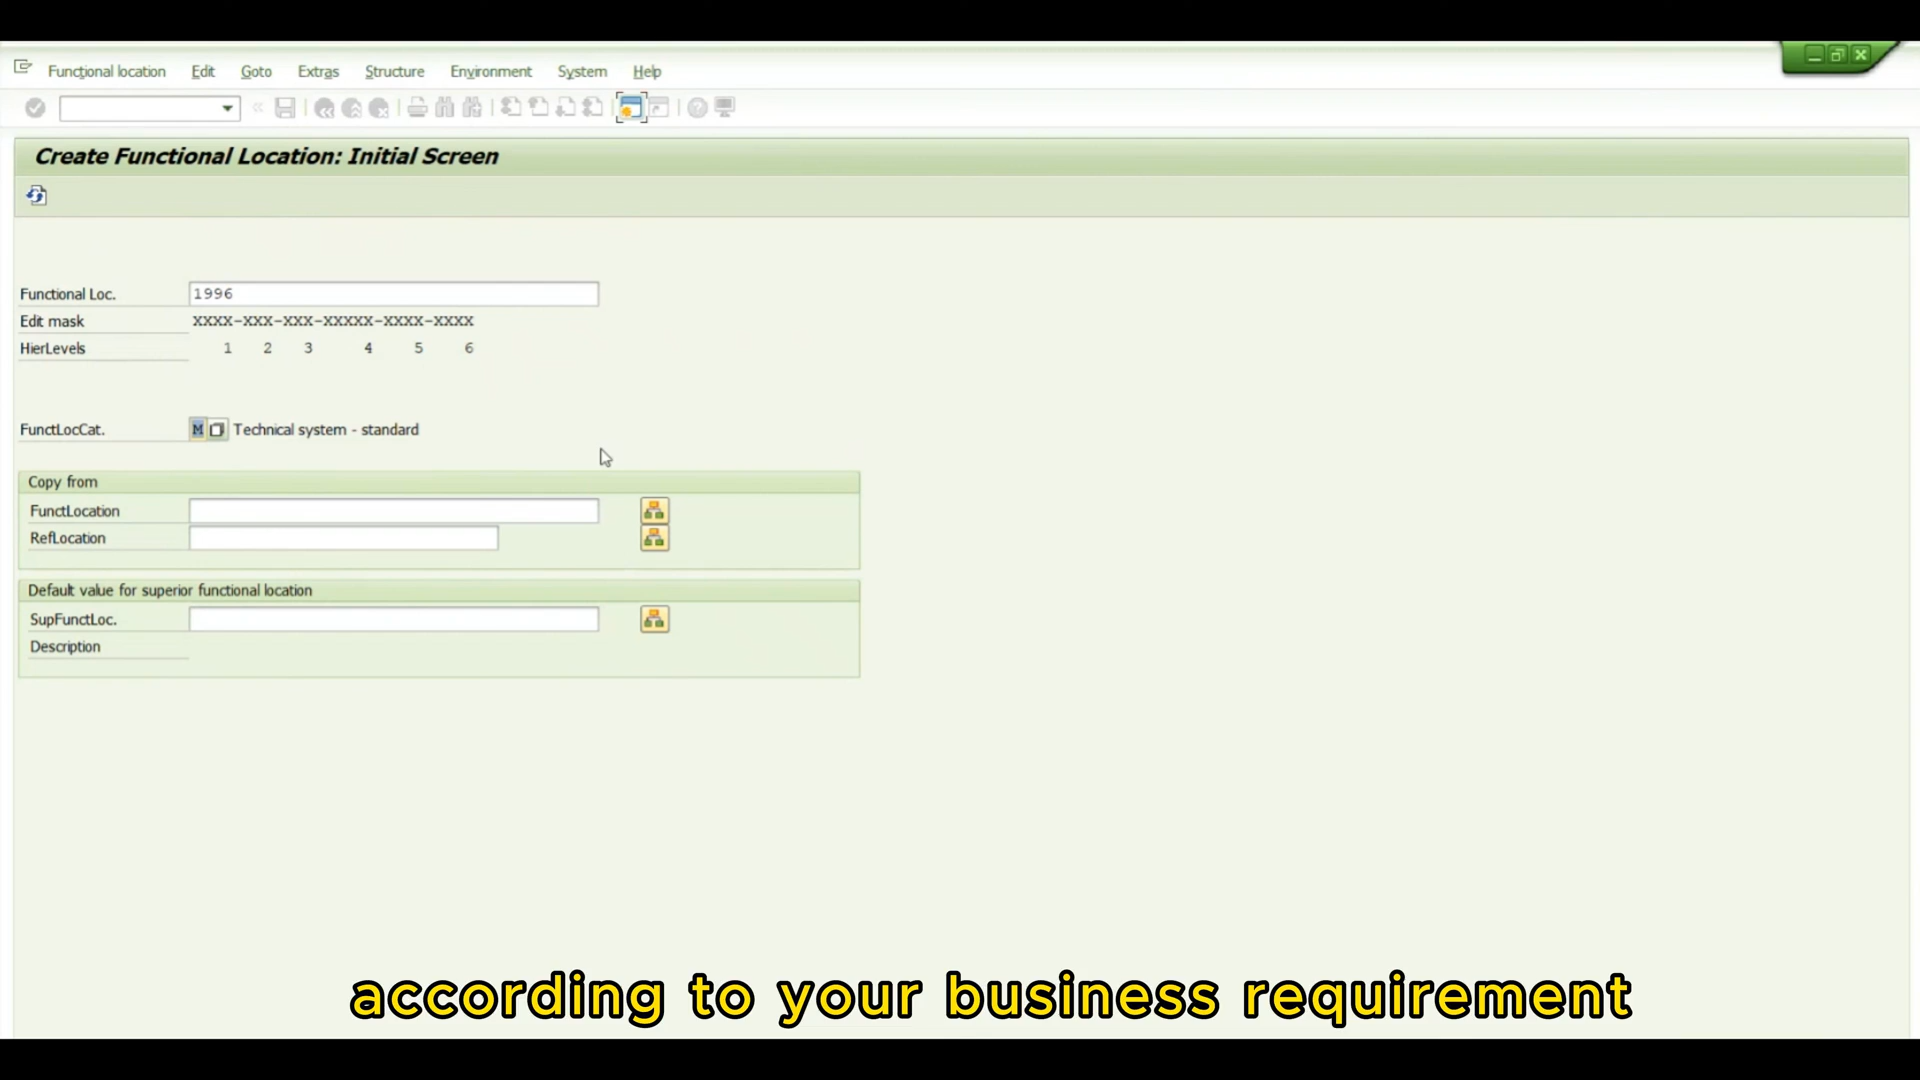 Functional location Edit Goto Extras Structure Environment System Help
Create Functional Location: Initial Screen
Functional Loc. 1996
Edit mask XXXX-XXX-XXX-XXXXX-XXXX-XXXX
HierLevels 1 2 3 4 5 6
FunctLocCat. M Technical system - standard
Copy from
FunctLocation
RefLocation
Default value for superior functional location
SupFunctLoc.
Description
according to your business requirement